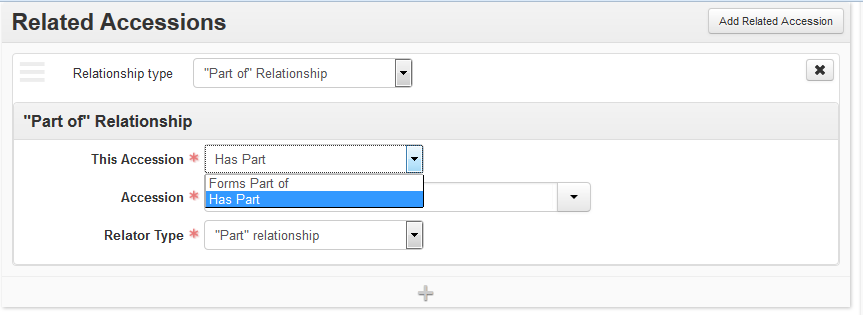 Related Accessions
Add Related Accession
Relationship type
"Part of" Relationship
"Part of" Relationship
This Accession *
Has Part
Forms Part of
Has Part
Accession *
Relator Type *
"Part" relationship